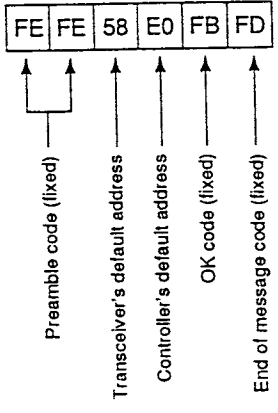 FE FE 58 E0 FB FD
Preamble code (fixed)
Transceiver's default address
Controller's default address
OK code (fixed)
End of message code (fixed)